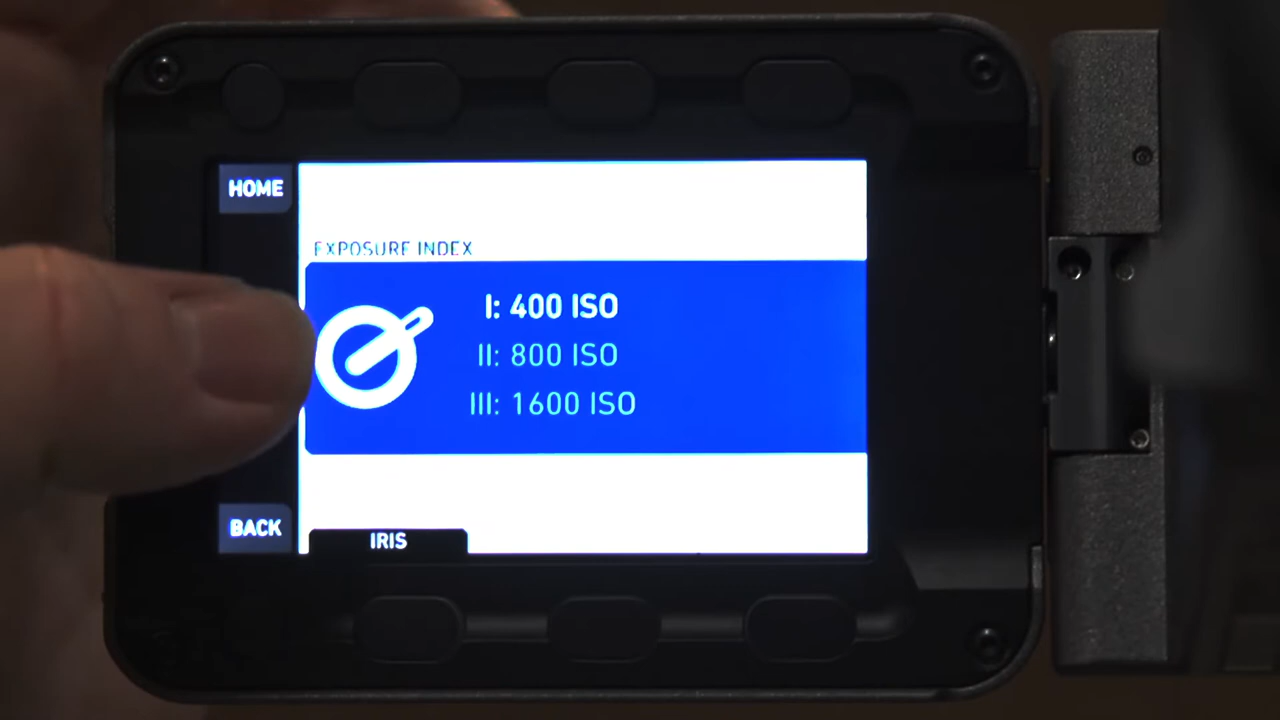 HOME
EXPOSURE INDEX
I: 400 ISO
II: 800 ISO
III: 1600 ISO
BACK
IRIS